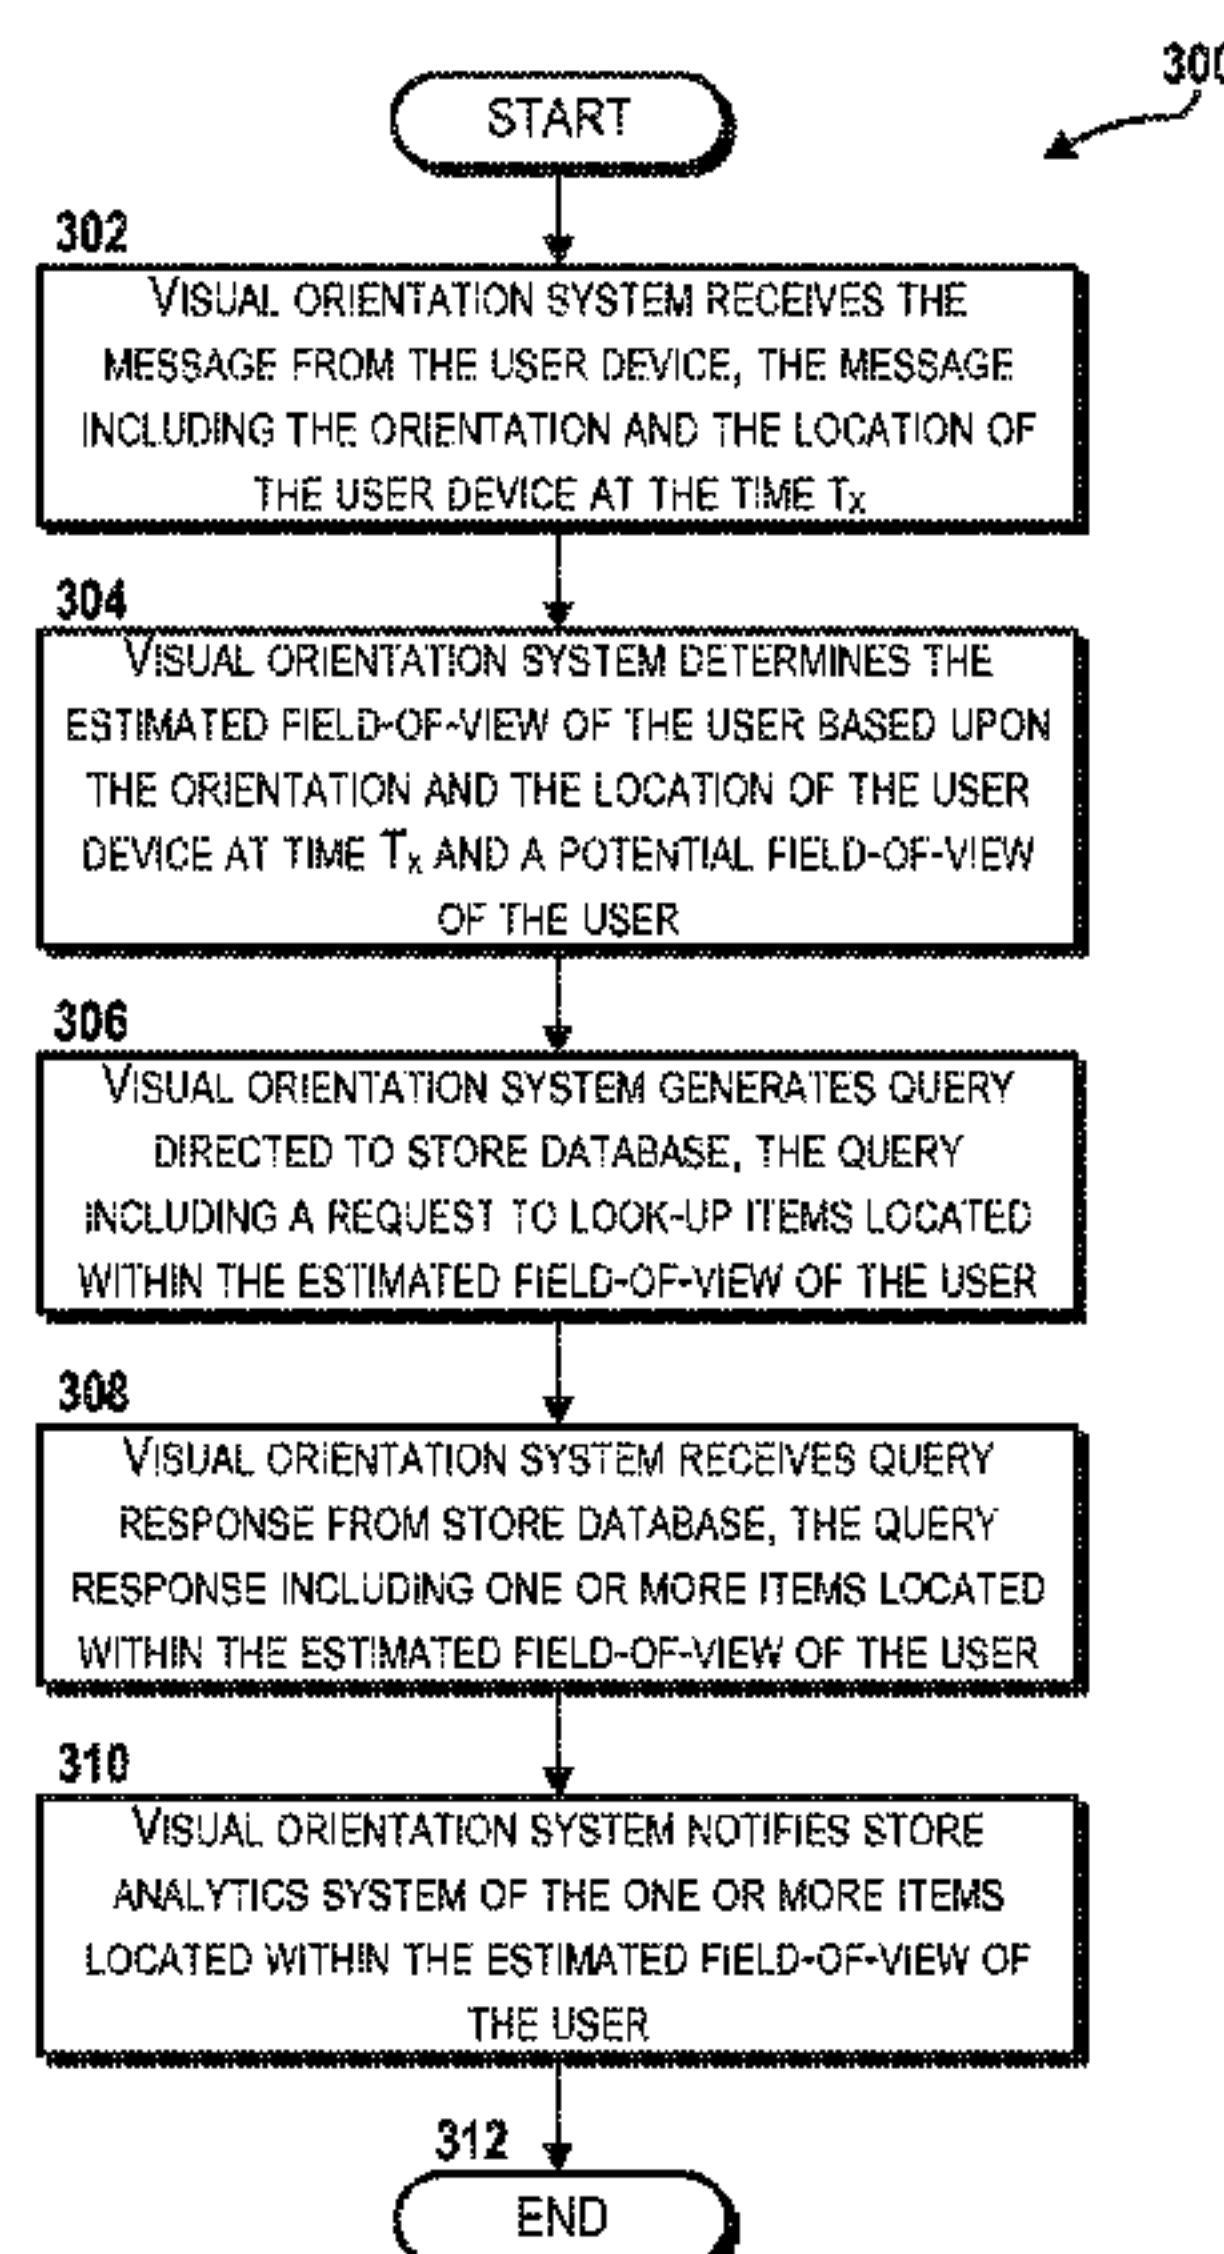 300
START
302
VISUAL ORIENTATION SYSTEM RECEIVES THE
MESSAGE FROM THE USER DEVICE, THE MESSAGE
INCLUDING THE ORIENTATION AND THE LOCATION OF
THE USER DEVICE AT THE TIME TX
304
VISUAL ORIENTATION SYSTEM DETERMINES THE
ESTIMATED FIELD-OF-VIEW OF THE USER BASED UPON
THE ORIENTATION AND THE LOCATION OF THE USER
DEVICE AT TIME Tx AND A POTENTIAL FIELD-OF-VIEW
OF THE USER
306
VISUAL ORIENTATION SYSTEM GENERATES QUERY
DIRECTED TO STORE DATABASE, THE QUERY
INCLUDING A REQUEST TO LOOK-UP ITEMS LOCATED
WITHIN THE ESTIMATED FIELD-OF-VIEW OF THE USER
308
VISUAL ORIENTATION SYSTEM RECEIVES QUERY
RESPONSE FROM STORE DATABASE, THE QUERY
RESPONSE INCLUDING ONE OR MORE ITEMS LOCATED
WITHIN THE ESTIMATED FIELD-OF-VIEW OF THE USER
310
VISUAL ORIENTATION SYSTEM NOTIFIES STORE
ANALYTICS SYSTEM OF THE ONE OR MORE ITEMS
LOCATED WITHIN THE ESTIMATED FIELD-OF-VIEW OF
THE USER
312
END